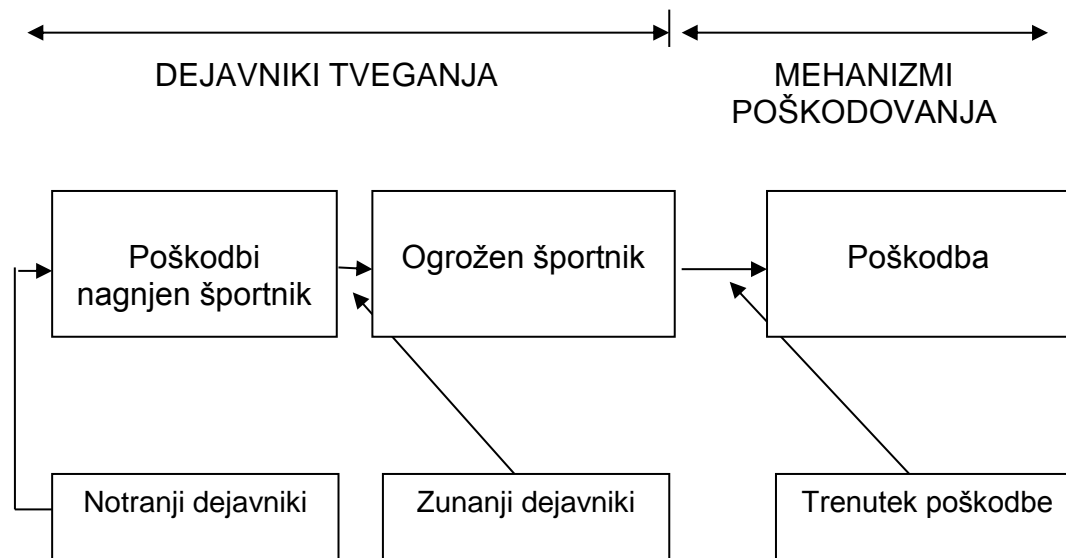 DEJAVNIKI TVEGANJA
MEHANIZMI
POŠKODOVANJA
Poškodbi
nagnjen športnik
Ogrožen športnik
Poškodba
Notranji dejavniki
Zunanji dejavniki
Trenutek poškodbe